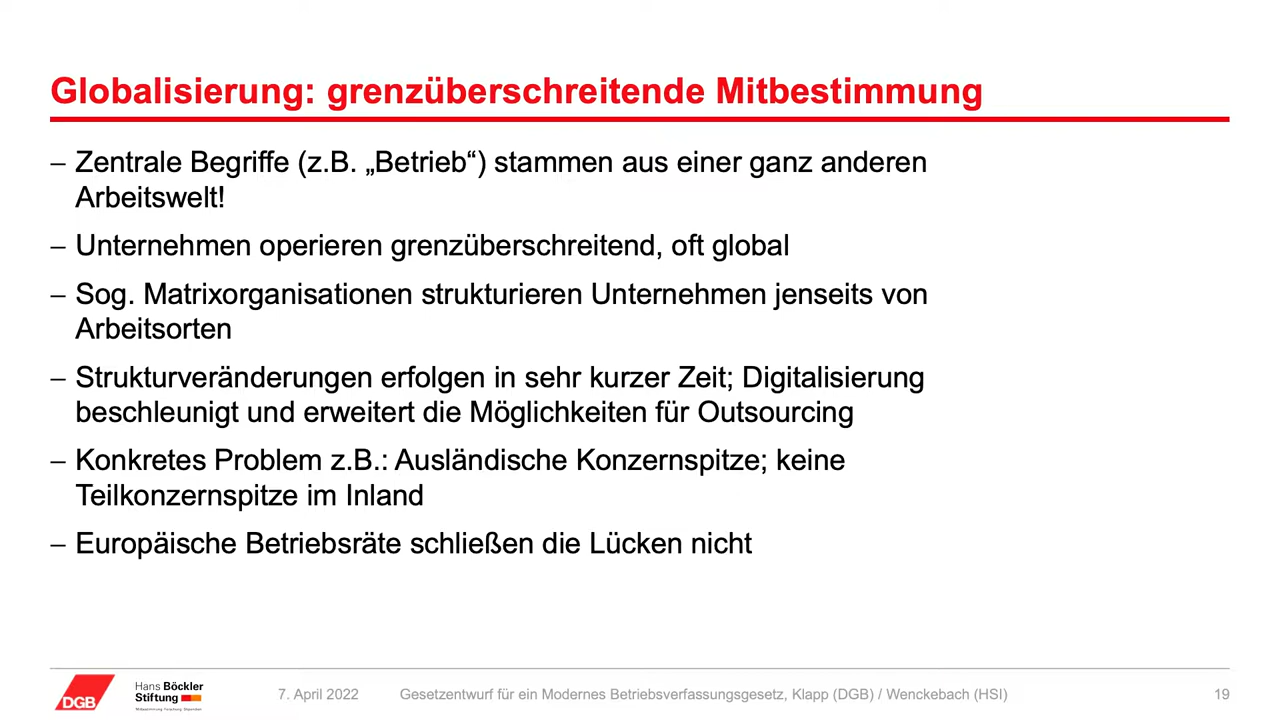 Globalisierung: grenzüberschreitende Mitbestimmung
– Zentrale Begriffe (z.B. „Betrieb“) stammen aus einer ganz anderen
Arbeitswelt!
– Unternehmen operieren grenzüberschreitend, oft global
– Sog. Matrixorganisationen strukturieren Unternehmen jenseits von
Arbeitsorten
– Strukturveränderungen erfolgen in sehr kurzer Zeit; Digitalisierung
beschleunigt und erweitert die Möglichkeiten für Outsourcing
– Konkretes Problem z.B.: Ausländische Konzernspitze; keine
Teilkonzernspitze im Inland
– Europäische Betriebsräte schließen die Lücken nicht
DGB
Hans Böckler
Stiftung
Mitbestimmung · Forschung · Stipendien
7. April 2022
Gesetzentwurf für ein Modernes Betriebsverfassungsgesetz, Klapp (DGB) / Wenckebach (HSI)
19